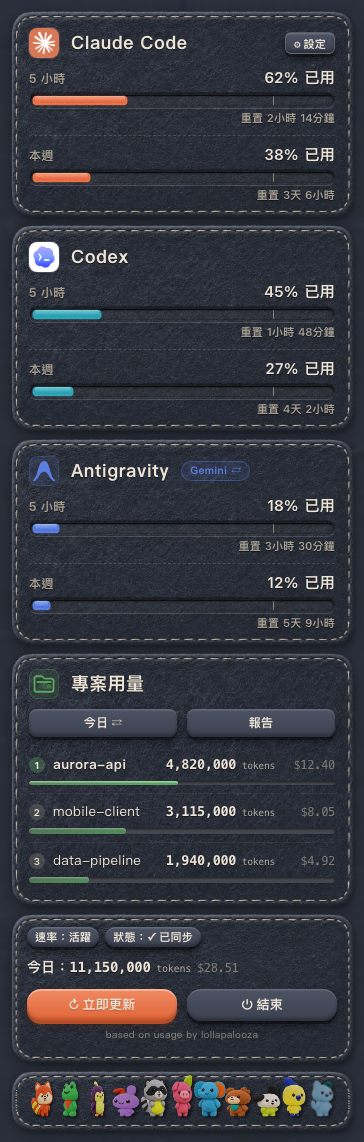 Claude Code
設定
5 小時
62% 已用
重置 2小時 14分鐘
本週
38% 已用
重置 3天 6小時
Codex
5 小時
45% 已用
重置 1小時 48分鐘
本週
27% 已用
重置 4天 2小時
Antigravity
Gemini ⇄
5 小時
18% 已用
重置 3小時 30分鐘
本週
12% 已用
重置 5天 9小時
專案用量
今日 ⇄
報告
1 aurora-api 4,820,000 tokens $12.40
2 mobile-client 3,115,000 tokens $8.05
3 data-pipeline 1,940,000 tokens $4.92
速率：活躍
狀態：✓ 已同步
今日：11,150,000 tokens $28.51
↻ 立即更新
⏻ 結束
based on usage by lollapalooza